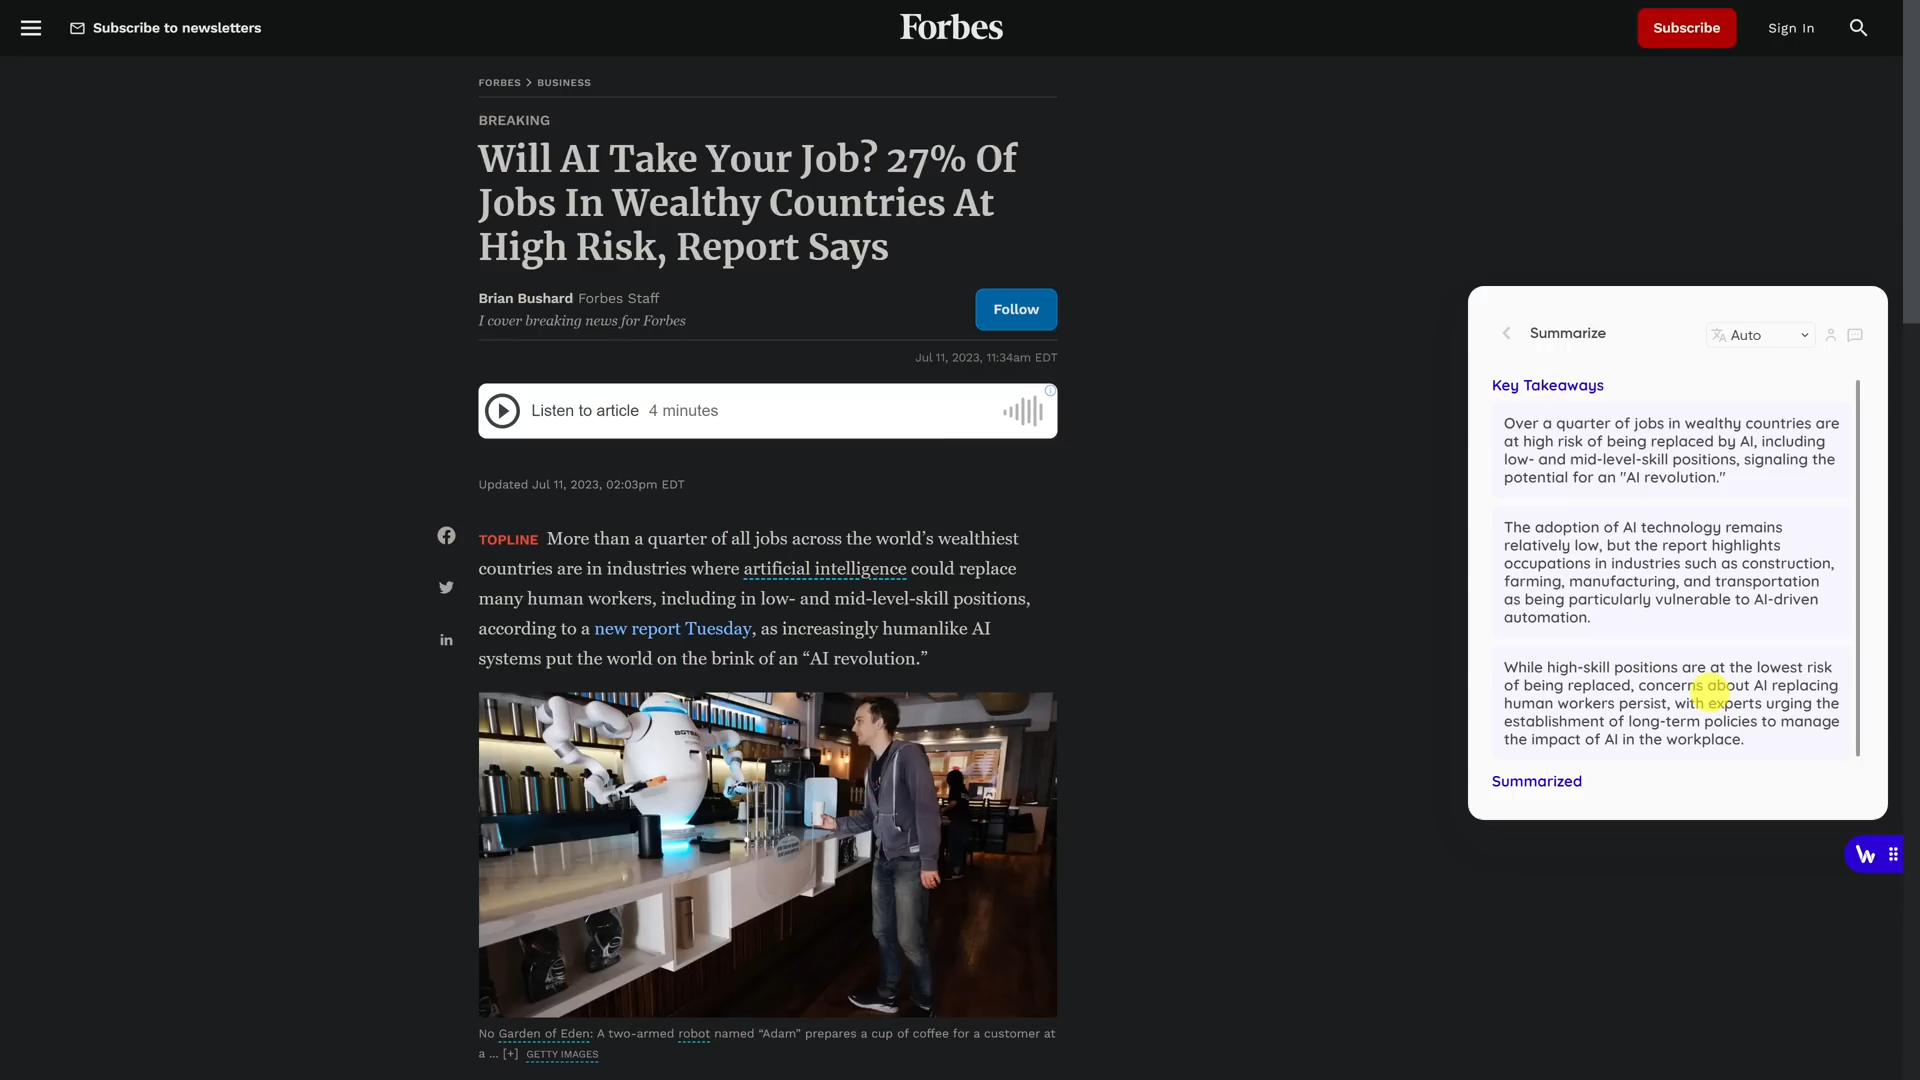 Subscribe to newsletters
Forbes
Subscribe
Sign In
FORBES > BUSINESS
BREAKING
Will AI Take Your Job? 27% Of
Jobs In Wealthy Countries At
High Risk, Report Says
Brian Bushard Forbes Staff
I cover breaking news for Forbes
Follow
Jul 11, 2023, 11:34am EDT
Listen to article 4 minutes
Updated Jul 11, 2023, 02:03pm EDT
TOPLINE More than a quarter of all jobs across the world’s wealthiest
countries are in industries where artificial intelligence could replace
many human workers, including in low- and mid-level-skill positions,
according to a new report Tuesday, as increasingly humanlike AI
systems put the world on the brink of an “AI revolution.”
No Garden of Eden: A two-armed robot named “Adam” prepares a cup of coffee for a customer at
a ... [+] GETTY IMAGES
Summarize
Auto
Key Takeaways
Over a quarter of jobs in wealthy countries are
at high risk of being replaced by AI, including
low- and mid-level-skill positions, signaling the
potential for an "AI revolution."
The adoption of AI technology remains
relatively low, but the report highlights
occupations in industries such as construction,
farming, manufacturing, and transportation
as being particularly vulnerable to AI-driven
automation.
While high-skill positions are at the lowest risk
of being replaced, concerns about AI replacing
human workers persist, with experts urging the
establishment of long-term policies to manage
the impact of AI in the workplace.
Summarized